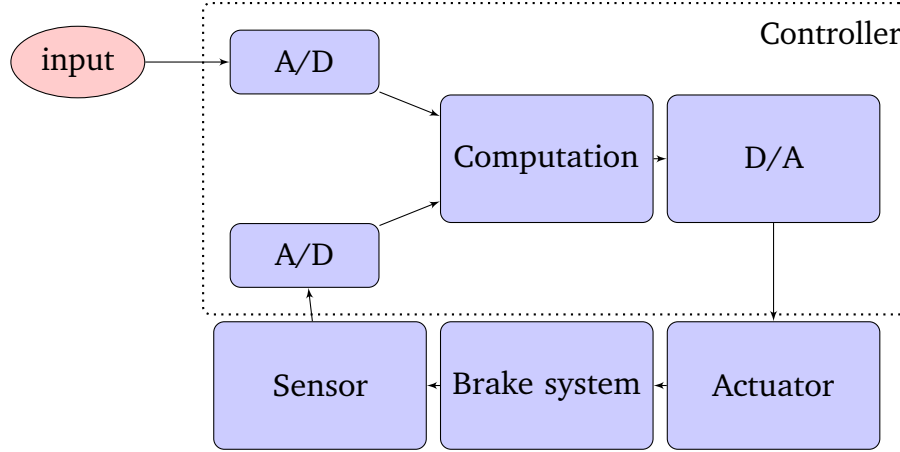 Controller
input
A/D
Computation
D/A
A/D
Sensor
Brake system
Actuator